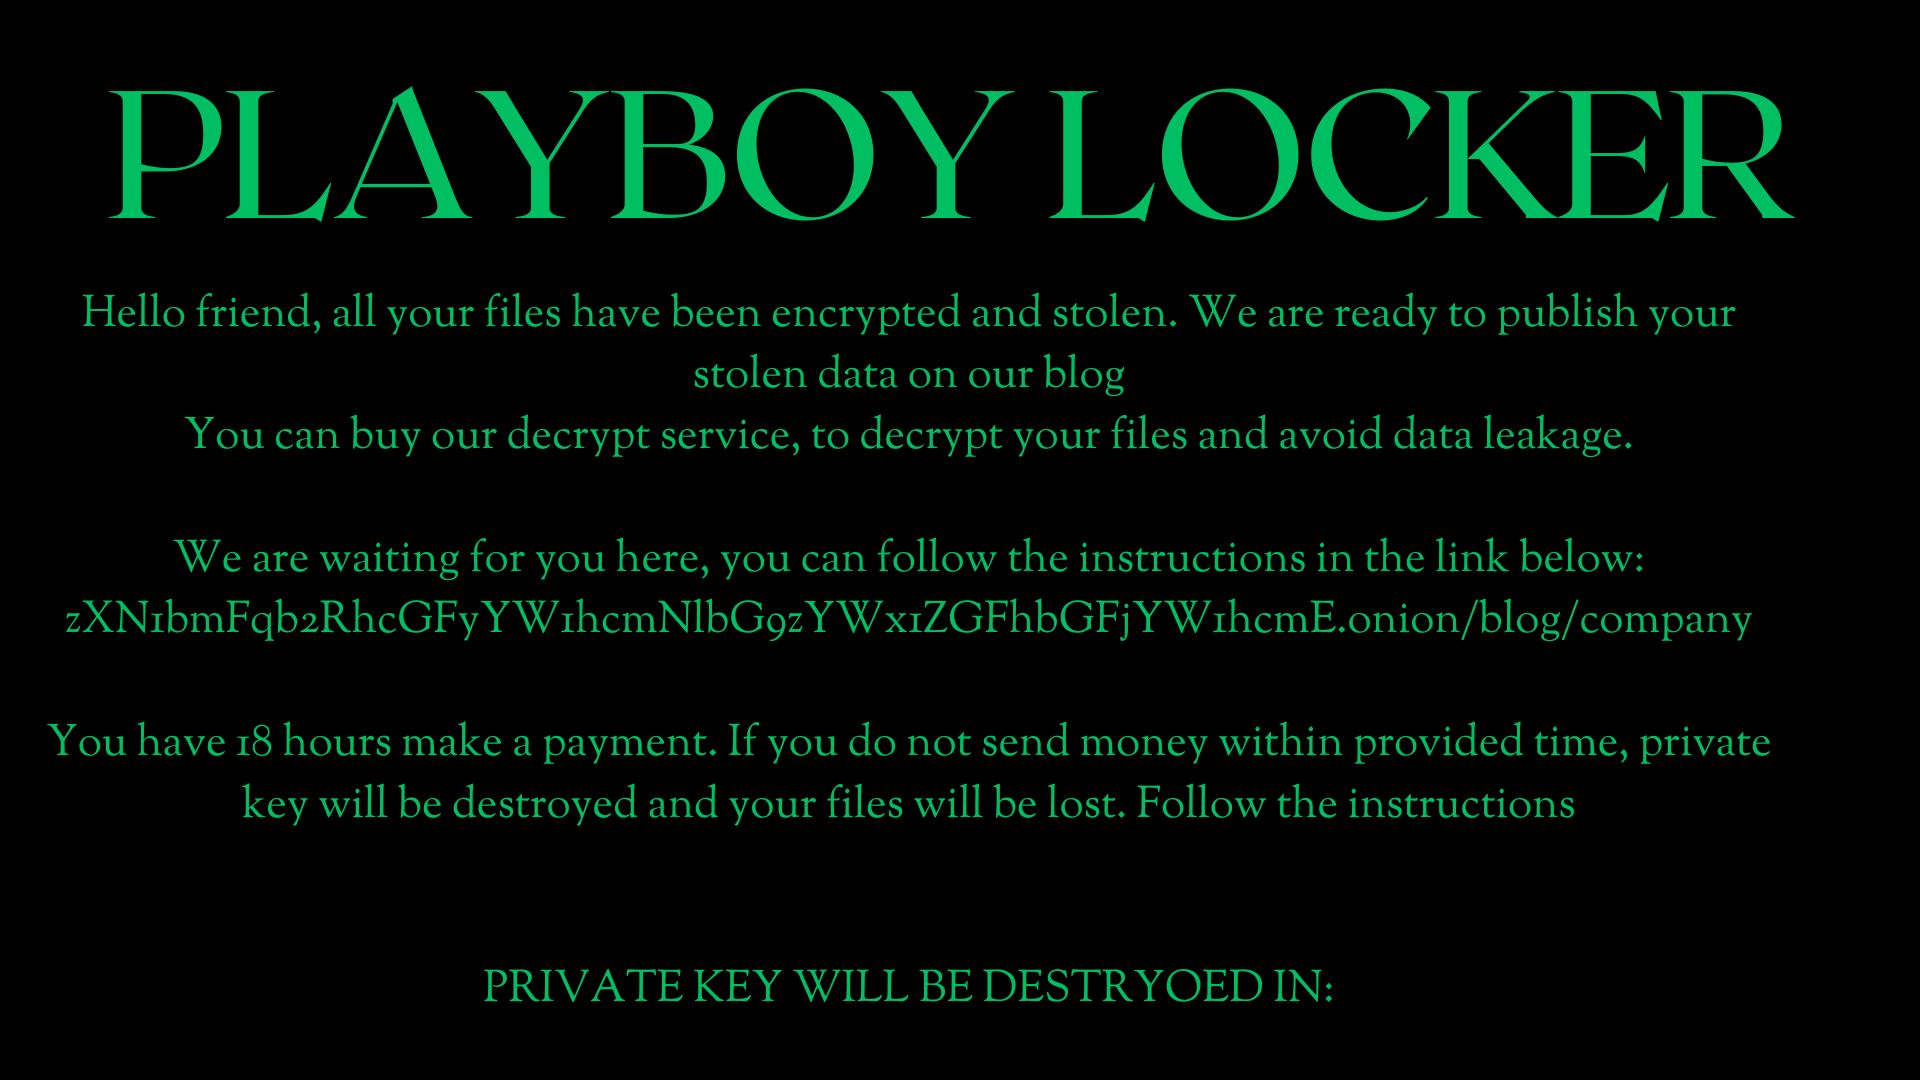 PLAYBOY LOCKER
Hello friend, all your files have been encrypted and stolen. We are ready to publish your
stolen data on our blog
You can buy our decrypt service, to decrypt your files and avoid data leakage.
We are waiting for you here, you can follow the instructions in the link below:
zXN1bmFqb2RhcGFyYW1hcmNlbG9zYWx1ZGFhbGFjYW1hcmE.onion/blog/company
You have 18 hours make a payment. If you do not send money within provided time, private
key will be destroyed and your files will be lost. Follow the instructions
PRIVATE KEY WILL BE DESTRYOED IN: